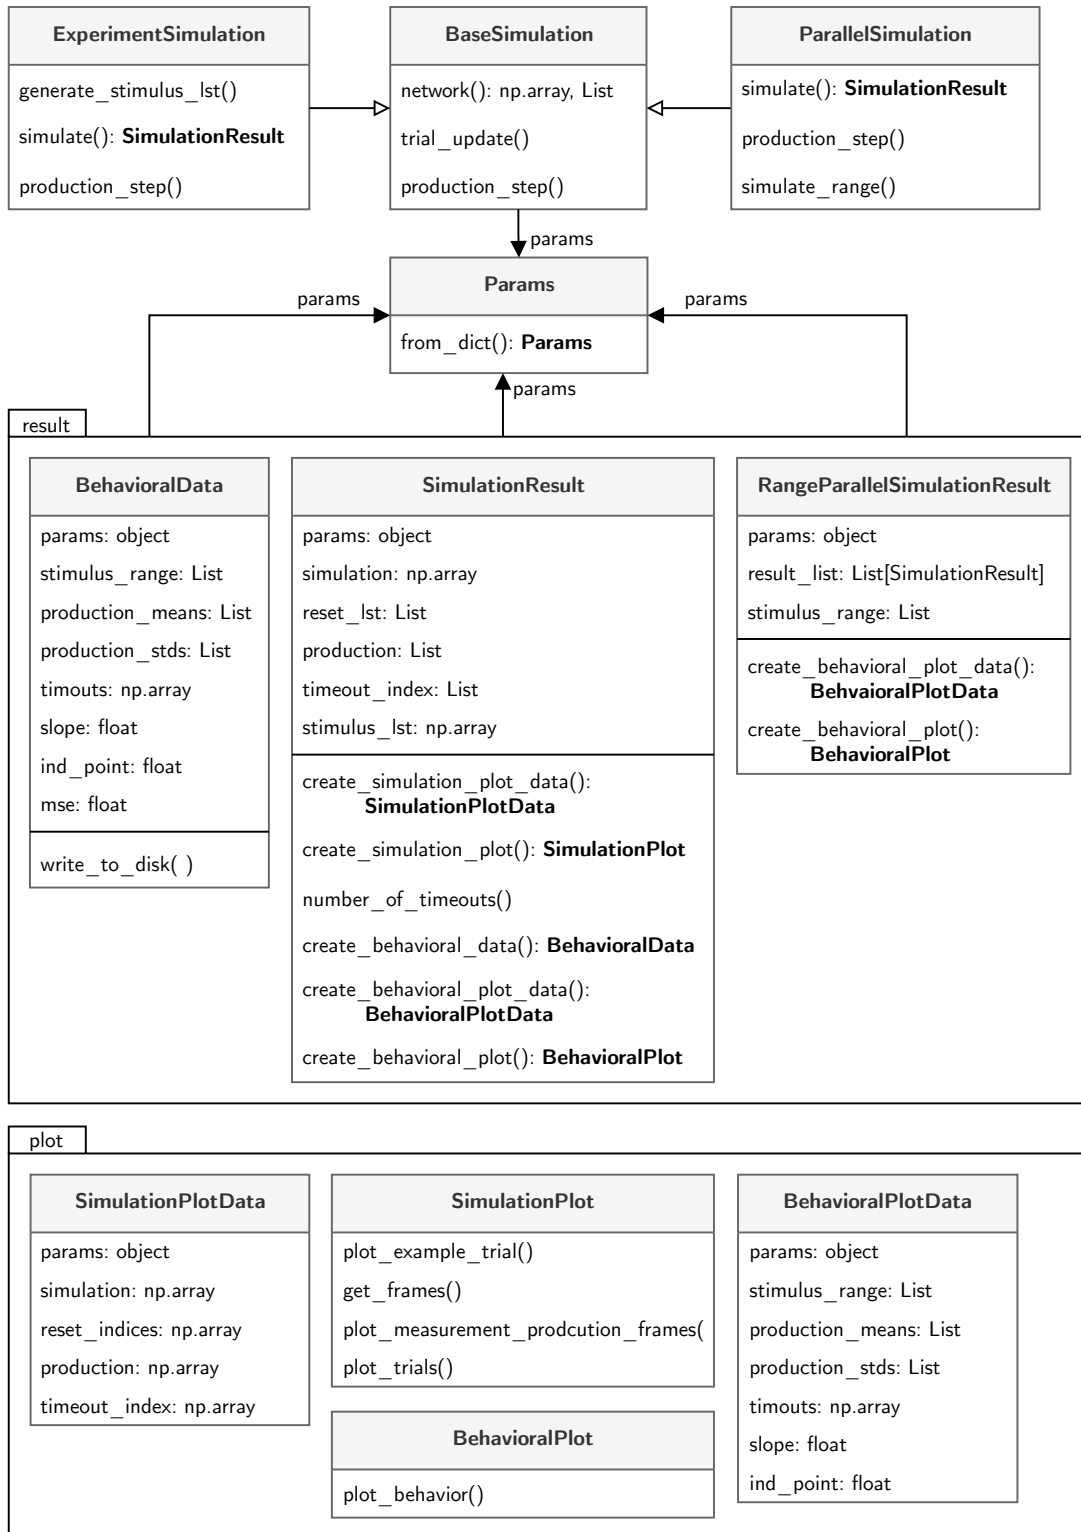 ExperimentSimulation
generate_stimulus_lst()
simulate(): SimulationResult
production_step()
BaseSimulation
network(): np.array, List
trial_update()
production_step()
ParallelSimulation
simulate(): SimulationResult
production_step()
simulate_range()
params
params
params
Params
from_dict(): Params
params
result
BehavioralData
params: object
stimulus_range: List
production_means: List
production_stds: List
timouts: np.array
slope: float
ind_point: float
mse: float
write_to_disk( )
SimulationResult
params: object
simulation: np.array
reset_lst: List
production: List
timeout_index: List
stimulus_lst: np.array
create_simulation_plot_data():
SimulationPlotData
create_simulation_plot(): SimulationPlot
number_of_timeouts()
create_behavioral_data(): BehavioralData
create_behavioral_plot_data():
BehavioralPlotData
create_behavioral_plot(): BehavioralPlot
RangeParallelSimulationResult
params: object
result_list: List[SimulationResult]
stimulus_range: List
create_behavioral_plot_data():
BehvaioralPlotData
create_behavioral_plot():
BehavioralPlot
plot
SimulationPlotData
params: object
simulation: np.array
reset_indices: np.array
production: np.array
timeout_index: np.array
SimulationPlot
plot_example_trial()
get_frames()
plot_measurement_prodcution_frames(
plot_trials()
BehavioralPlot
plot_behavior()
BehavioralPlotData
params: object
stimulus_range: List
production_means: List
production_stds: List
timouts: np.array
slope: float
ind_point: float